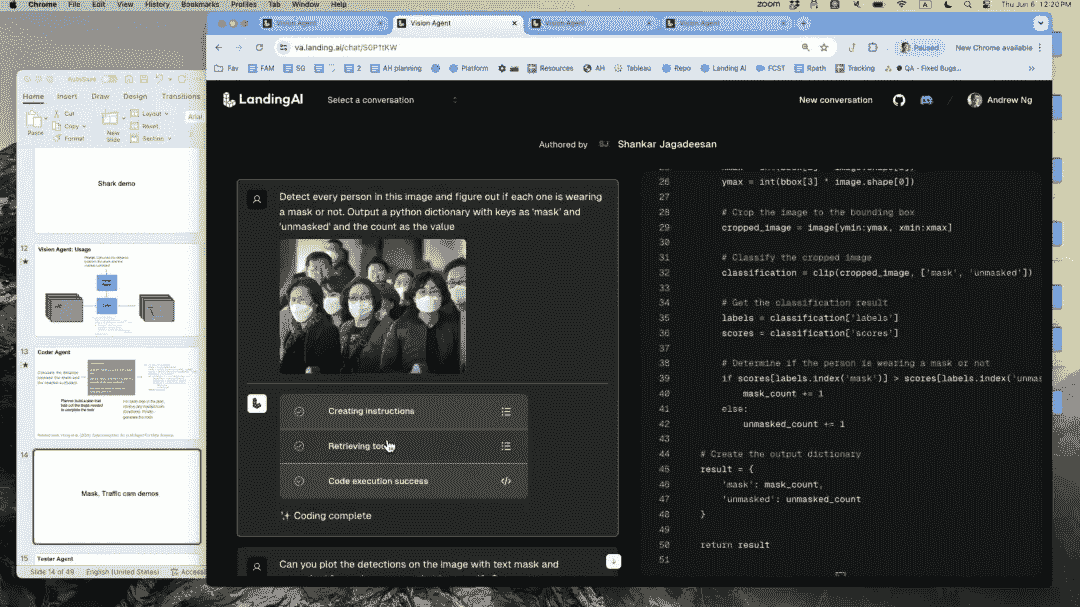 Chrome File Edit View History Bookmarks Profiles Tab Window Help
zoom
Thu Jun 6 12:20 PM
Vision Agent
va.landing.ai/chat/
Paused
New Chrome available
Fav
FAM
SG
2
AH planning
Platform
Resources
AH
Tableau
Repo
Landing AI
FCST
Rpath
Tracking
QA - Fixed Bugs...
LandingAI
Select a conversation
New conversation
Andrew Ng
Authored by SJ Shankar Jagadeesan
Detect every person in this image and figure out if each one is wearing
a mask or not. Output a python dictionary with keys as 'mask' and
'unmasked' and the count as the value
Creating instructions
Retrieving
Code execution success
Coding complete
Can you plot the detections on the image with text mask and
26 ymax = int(bbox[3] * image.shape[0])
27
28 # Crop the image to the bounding box
29 cropped_image = image[ymin:ymax, xmin:xmax]
30
31 # Classify the cropped image
32 classification = clip(cropped_image, ['mask', 'unmasked'])
33
34 # Get the classification result
35 labels = classification['labels']
36 scores = classification['scores']
37
38 # Determine if the person is wearing a mask or not
39 if scores[labels.index('mask')] > scores[labels.index('unmas
40 mask_count += 1
41 else:
42 unmasked_count += 1
43
44 # Create the output dictionary
45 result = {
46 'mask': mask_count,
47 'unmasked': unmasked_count
48 }
49
50 return result
51
Home Insert Draw Design Transitions
Paste
Cut
Copy
Format
New
Slide
Layout
Reset
Section
Arial
Shark demo
12
Vision Agent: Usage
13
Coder Agent
14
Mask, Traffic cam demos
15
Tester Agent
Slide 14 of 49 English (United States)